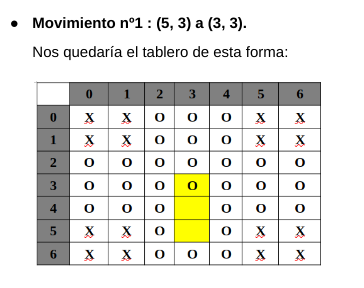 ● Movimiento nº1 : (5, 3) a (3, 3).
Nos quedaría el tablero de esta forma:
0 1 2 3 4 5 6
0 X X O O O X X
1 X X O O O X X
2 O O O O O O O
3 O O O O O O O
4 O O O O O O
5 X X O O X X
6 X X O O O X X